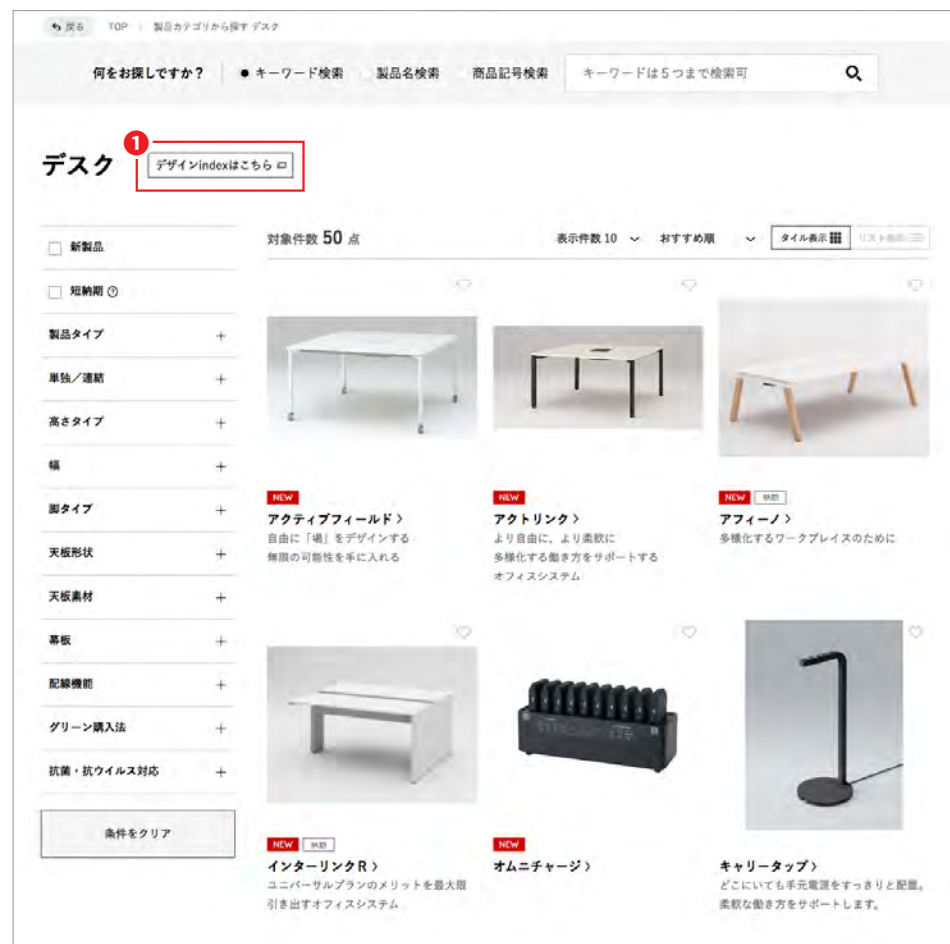 戻る TOP 〉 製品カテゴリから探す デスク
何をお探しですか? ● キーワード検索 製品名検索 商品記号検索 キーワードは5つまで検索可
1
デスク デザインindexはこちら
新製品
短納期 ?
製品タイプ +
単独/連結 +
高さタイプ +
幅 +
脚タイプ +
天板形状 +
天板素材 +
幕板 +
配線機能 +
グリーン購入法 +
抗菌・抗ウイルス対応 +
条件をクリア
対象件数 50 点 表示件数 10 おすすめ順 タイル表示 リスト表示
NEW
アクティブフィールド 〉
自由に「場」をデザインする
無限の可能性を手に入れる
NEW
アクトリンク 〉
より自由に、より柔軟に
多様化する働き方をサポートする
オフィスシステム
NEW 納期
アフィーノ 〉
多様化するワークプレイスのために
NEW 納期
インターリンクR 〉
ユニバーサルプランのメリットを最大限
引き出すオフィスシステム
NEW
オムニチャージ 〉
キャリータップ 〉
どこにいても手元電源をすっきりと配置。
柔軟な働き方をサポートします。